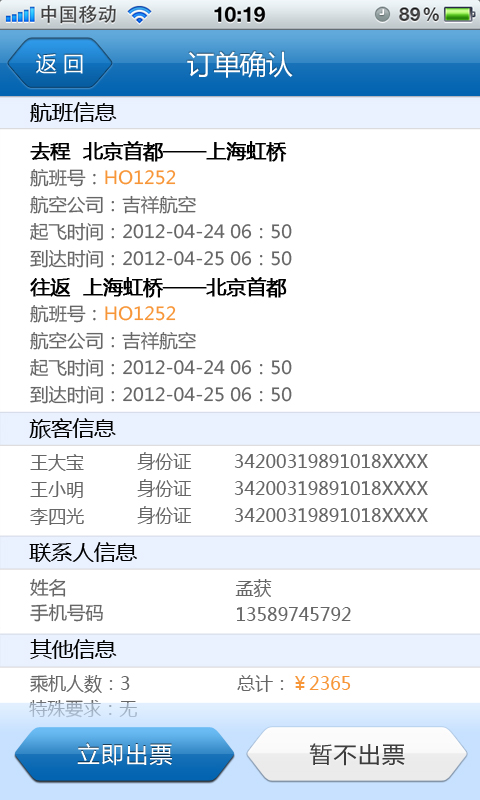 中国移动 10:19 89%
返回 订单确认
航班信息
去程 北京首都——上海虹桥
航班号：HO1252
航空公司：吉祥航空
起飞时间：2012-04-24 06：50
到达时间：2012-04-25 06：50
往返 上海虹桥——北京首都
航班号：HO1252
航空公司：吉祥航空
起飞时间：2012-04-24 06：50
到达时间：2012-04-25 06：50
旅客信息
王大宝 身份证 34200319891018XXXX
王小明 身份证 34200319891018XXXX
李四光 身份证 34200319891018XXXX
联系人信息
姓名 孟获
手机号码 13589745792
其他信息
乘机人数：3 总计：¥2365
特殊要求：无
立即出票 暂不出票